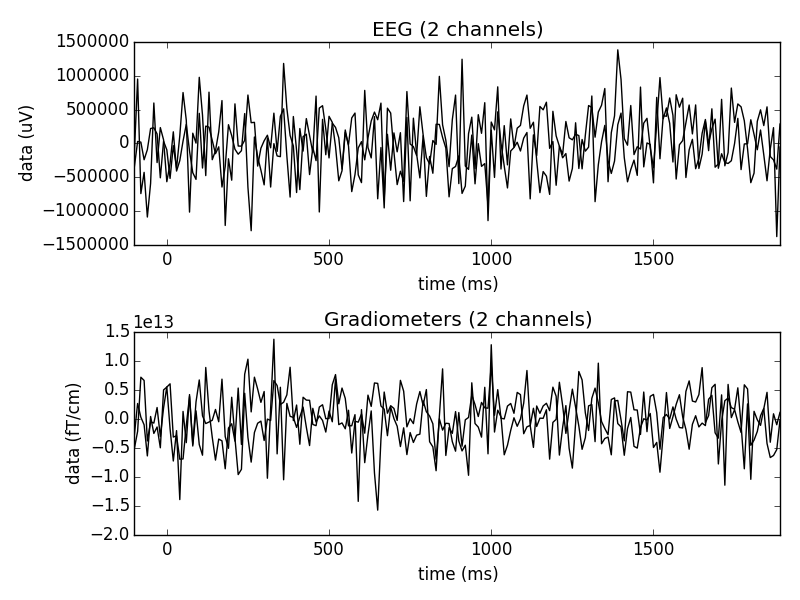 EEG (2 channels)
1500000
1000000
500000
0
−500000
−1000000
−1500000
data (uV)
0 500 1000 1500
time (ms)
Gradiometers (2 channels)
1e13
1.5
1.0
0.5
0.0
−0.5
−1.0
−1.5
−2.0
data (fT/cm)
0 500 1000 1500
time (ms)